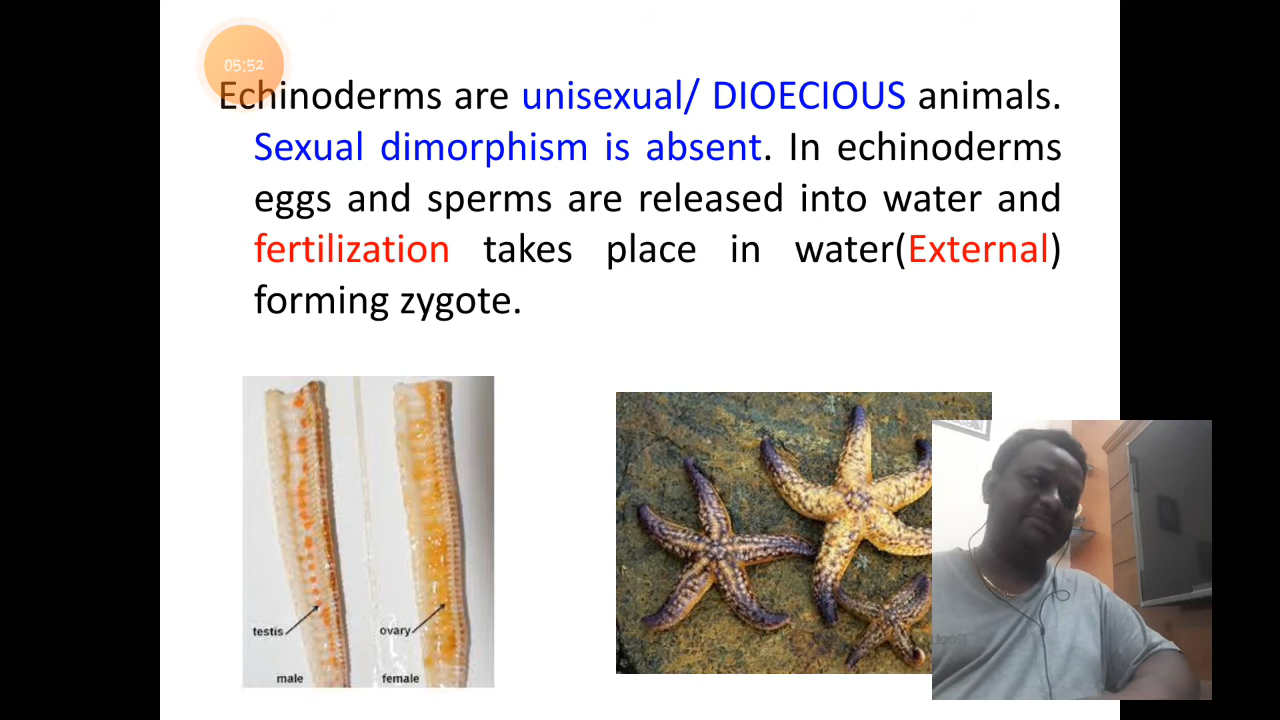 05:52
Echinoderms are unisexual/ DIOECIOUS animals.
Sexual dimorphism is absent. In echinoderms
eggs and sperms are released into water and
fertilization takes place in water(External)
forming zygote.
testis
ovary
male
female